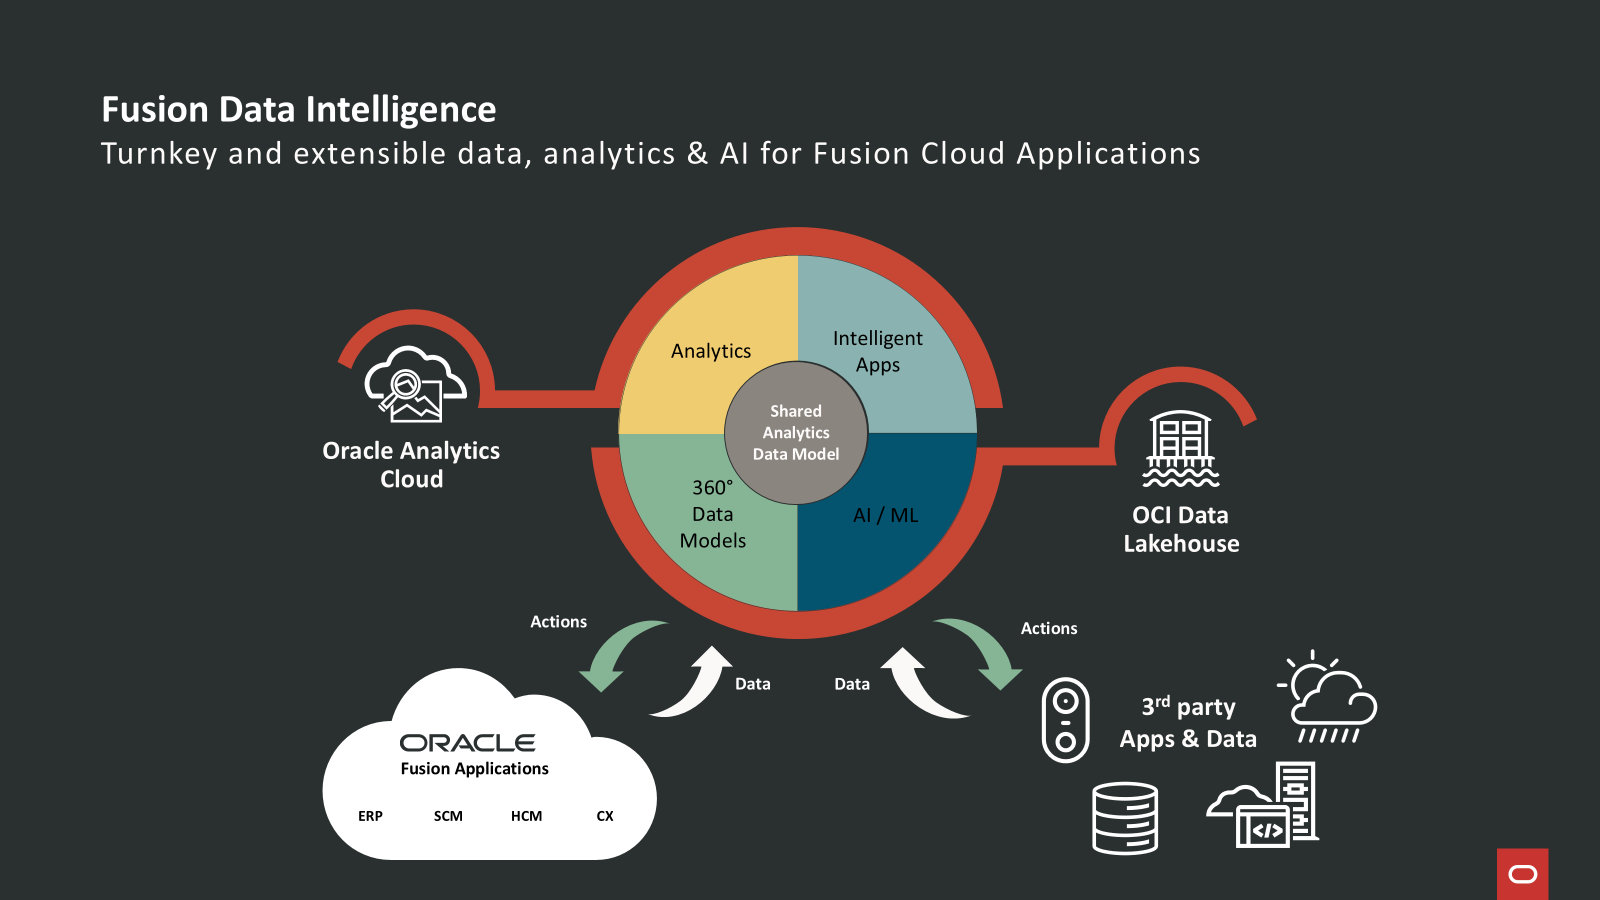 Fusion Data Intelligence
Turnkey and extensible data, analytics & AI for Fusion Cloud Applications
Analytics
Intelligent
Apps
Shared
Analytics
Data Model
360°
Data
Models
AI / ML
Oracle Analytics
Cloud
OCI Data
Lakehouse
Actions
Data
Data
Actions
ORACLE
Fusion Applications
ERP SCM HCM CX
3rd party
Apps & Data
</>